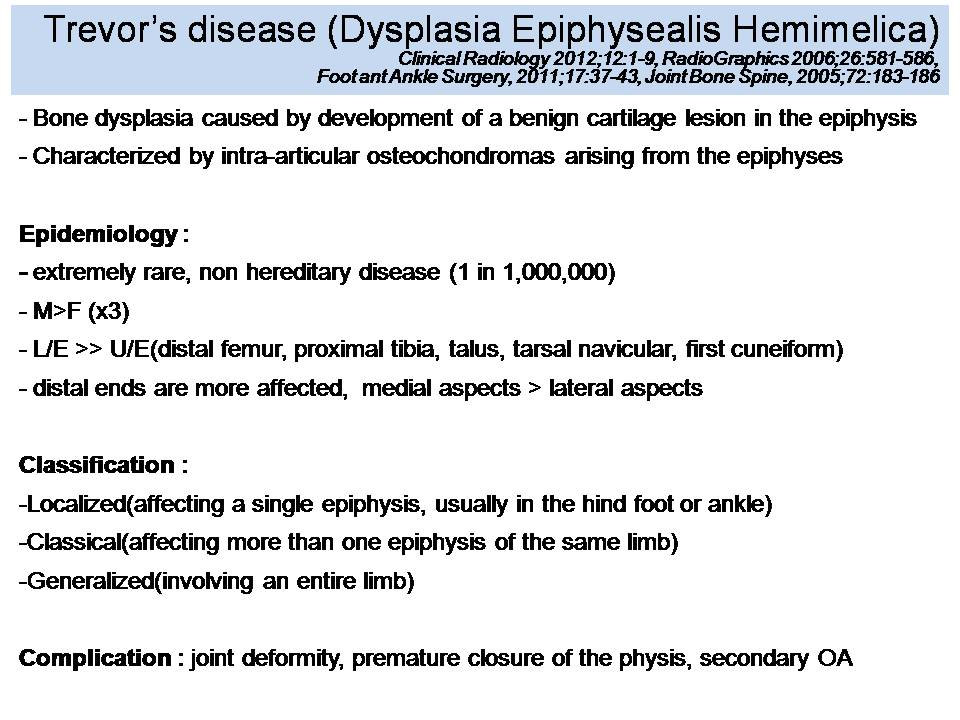 Trevor's disease (Dysplasia Epiphysealis Hemimelica)
Clinical Radiology 2012;12:1-9, RadioGraphics 2006;26:581-586,
Foot ant Ankle Surgery, 2011;17:37-43, Joint Bone Spine, 2005;72:183-186
- Bone dysplasia caused by development of a benign cartilage lesion in the epiphysis
- Characterized by intra-articular osteochondromas arising from the epiphyses
Epidemiology :
- extremely rare, non hereditary disease (1 in 1,000,000)
- M>F (x3)
- L/E >> U/E(distal femur, proximal tibia, talus, tarsal navicular, first cuneiform)
- distal ends are more affected, medial aspects > lateral aspects
Classification :
-Localized(affecting a single epiphysis, usually in the hind foot or ankle)
-Classical(affecting more than one epiphysis of the same limb)
-Generalized(involving an entire limb)
Complication : joint deformity, premature closure of the physis, secondary OA